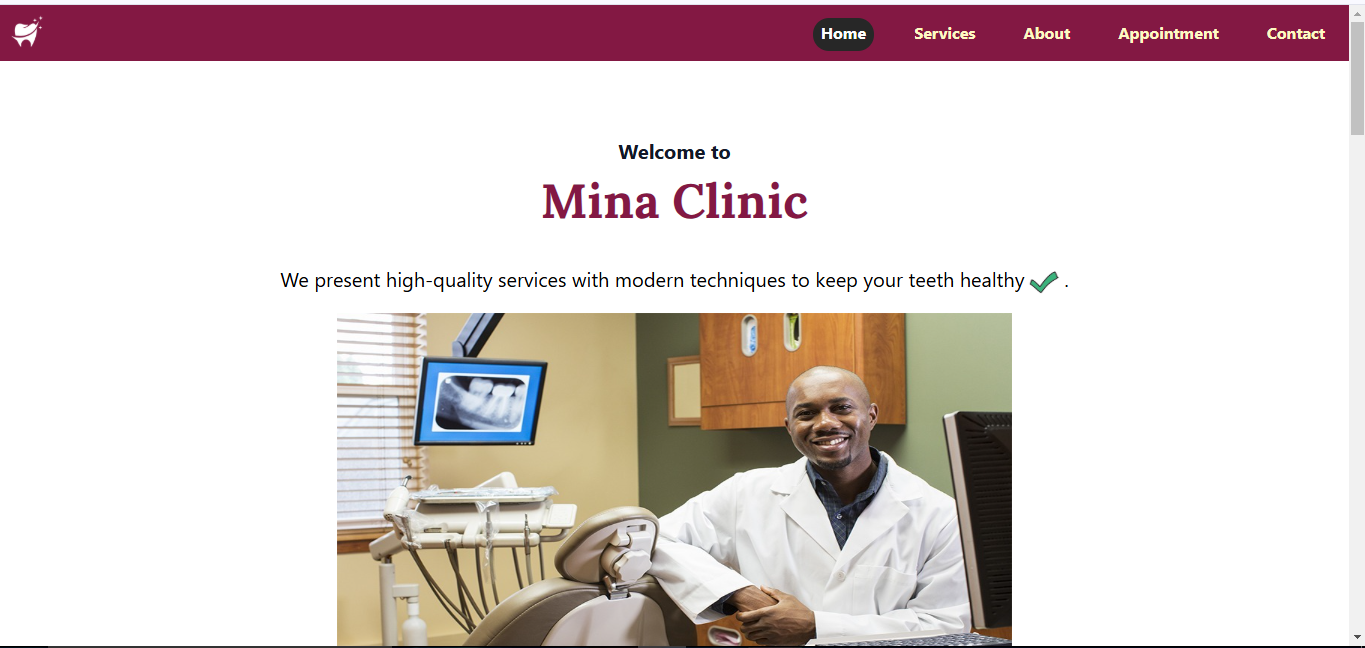 Home Services About Appointment Contact
Welcome to
Mina Clinic
We present high-quality services with modern techniques to keep your teeth healthy ✔ .